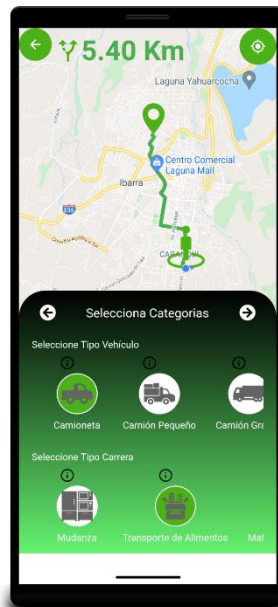 5.40 Km
Laguna Yahuarcocha
Centro Comercial
Laguna Mall
Ibarra
E35
Selecciona Categorias
Seleccione Tipo Vehículo
Camioneta
Camión Pequeño
Camión Gra
Seleccione Tipo Carrera
Mudanza
Transporte de Alimentos
Mat